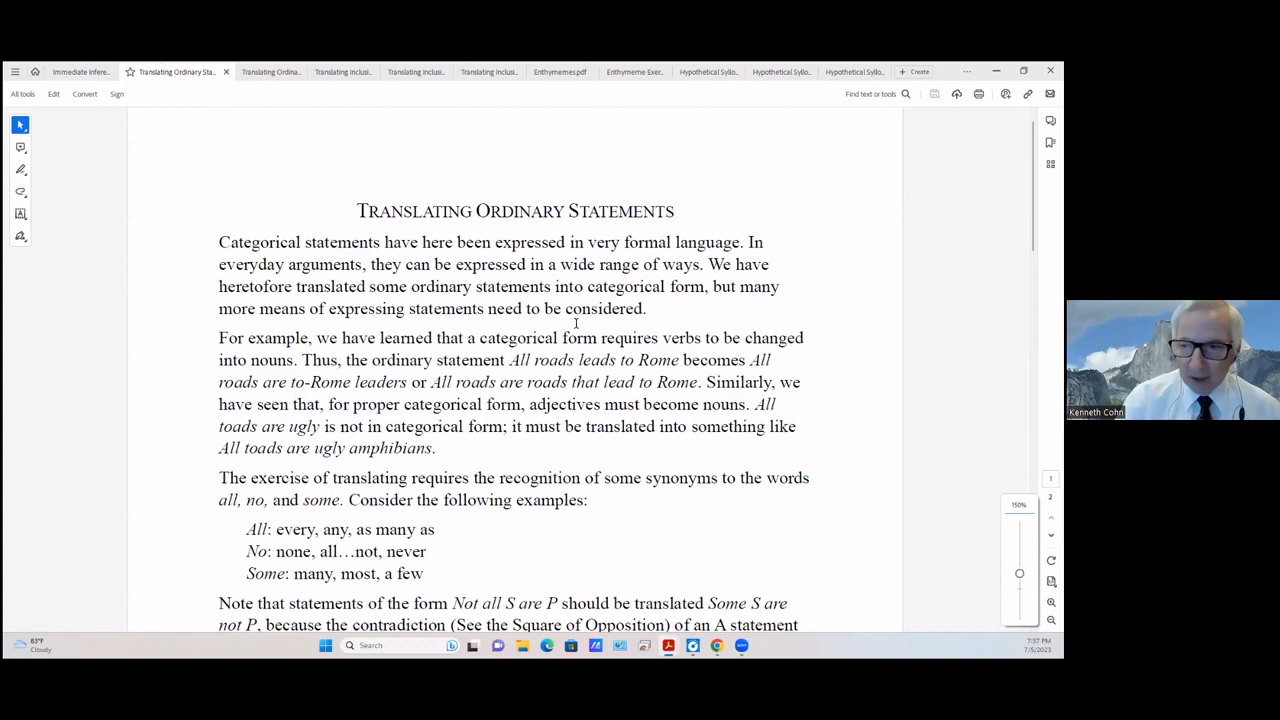 Immediate Infere...
Translating Ordinary Sta...
Translating Ordina...
Translating Inclusi...
Translating Inclusi...
Translating Inclusi...
Enthymemes.pdf
Enthymeme Exer...
Hypothetical Syllo...
Hypothetical Syllo...
Hypothetical Syllo...
+ Create
All tools
Edit
Convert
Sign
Find text or tools
TRANSLATING ORDINARY STATEMENTS
Categorical statements have here been expressed in very formal language. In
everyday arguments, they can be expressed in a wide range of ways. We have
heretofore translated some ordinary statements into categorical form, but many
more means of expressing statements need to be considered.
For example, we have learned that a categorical form requires verbs to be changed
into nouns. Thus, the ordinary statement All roads leads to Rome becomes All
roads are to-Rome leaders or All roads are roads that lead to Rome. Similarly, we
have seen that, for proper categorical form, adjectives must become nouns. All
toads are ugly is not in categorical form; it must be translated into something like
All toads are ugly amphibians.
The exercise of translating requires the recognition of some synonyms to the words
all, no, and some. Consider the following examples:
All: every, any, as many as
No: none, all…not, never
Some: many, most, a few
Note that statements of the form Not all S are P should be translated Some S are
not P, because the contradiction (See the Square of Opposition) of an A statement
Kenneth Cohn
1
2
150%
83°F
Cloudy
Search
7:57 PM
7/5/2023